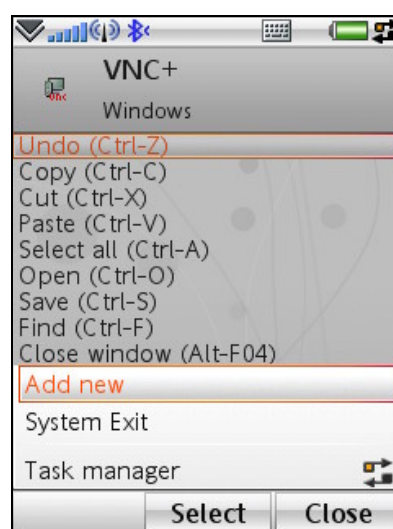 VNC+
vnc
Windows
Undo (Ctrl-Z)
Copy (Ctrl-C)
Cut (Ctrl-X)
Paste (Ctrl-V)
Select all (Ctrl-A)
Open (Ctrl-O)
Save (Ctrl-S)
Find (Ctrl-F)
Close window (Alt-F04)
Add new
System Exit
Task manager
Select Close